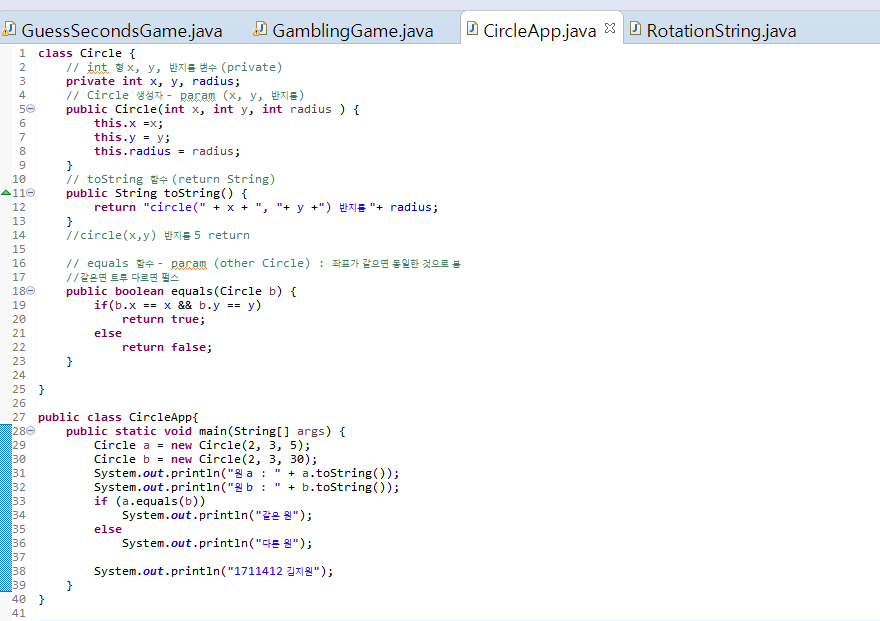 GuessSecondsGame.java GamblingGame.java CircleApp.java RotationString.java
1 class Circle {
2 // int 형 x, y, 반지름 변수 (private)
3 private int x, y, radius;
4 // Circle 생성자 - param (x, y, 반지름)
5 public Circle(int x, int y, int radius ) {
6 this.x =x;
7 this.y = y;
8 this.radius = radius;
9 }
10 // toString 함수 (return String)
11 public String toString() {
12 return "circle(" + x + ", "+ y +") 반지름 "+ radius;
13 }
14 //circle(x,y) 반지름 5 return
15
16 // equals 함수 - param (other Circle) : 좌표가 같으면 동일한 것으로 봄
17 //같은면 트루 다르면 펄스
18 public boolean equals(Circle b) {
19 if(b.x == x && b.y == y)
20 return true;
21 else
22 return false;
23 }
24
25 }
26
27 public class CircleApp{
28 public static void main(String[] args) {
29 Circle a = new Circle(2, 3, 5);
30 Circle b = new Circle(2, 3, 30);
31 System.out.println("원 a : " + a.toString());
32 System.out.println("원 b : " + b.toString());
33 if (a.equals(b))
34 System.out.println("같은 원");
35 else
36 System.out.println("다른 원");
37
38 System.out.println("1711412 김지원");
39 }
40 }
41